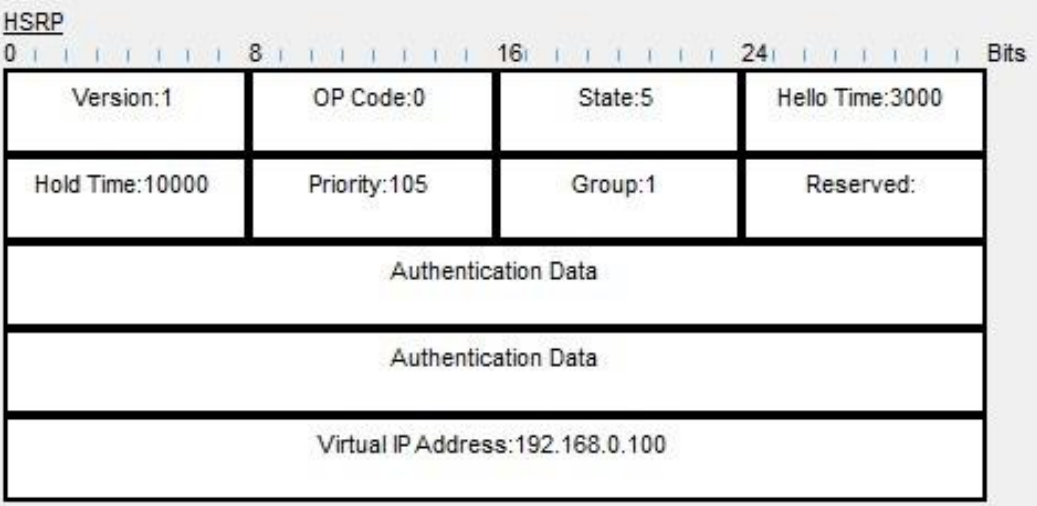 HSRP
0 8 16 24 Bits
Version:1 OP Code:0 State:5 Hello Time:3000
Hold Time:10000 Priority:105 Group:1 Reserved:
Authentication Data
Authentication Data
Virtual IP Address:192.168.0.100